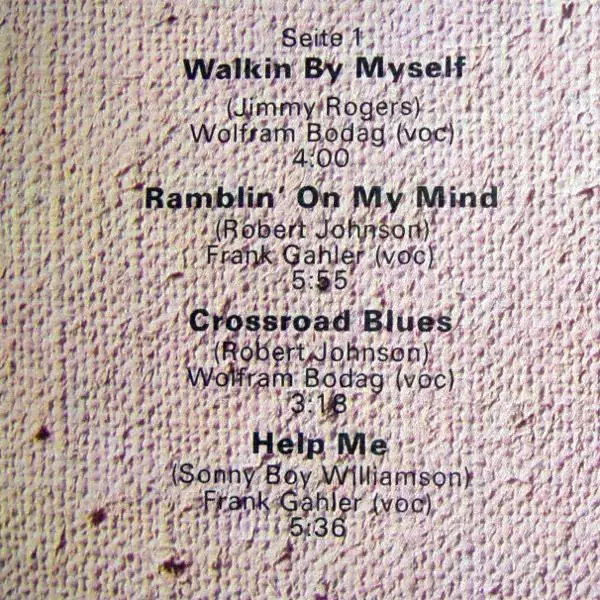 Seite 1
Walkin By Myself
(Jimmy Rogers)
Wolfram Bodag (voc)
4:00
Ramblin' On My Mind
(Robert Johnson)
Frank Gahler (voc)
5:55
Crossroad Blues
(Robert Johnson)
Wolfram Bodag (voc)
3:18
Help Me
(Sonny Boy Williamson)
Frank Gahler (voc)
5:36